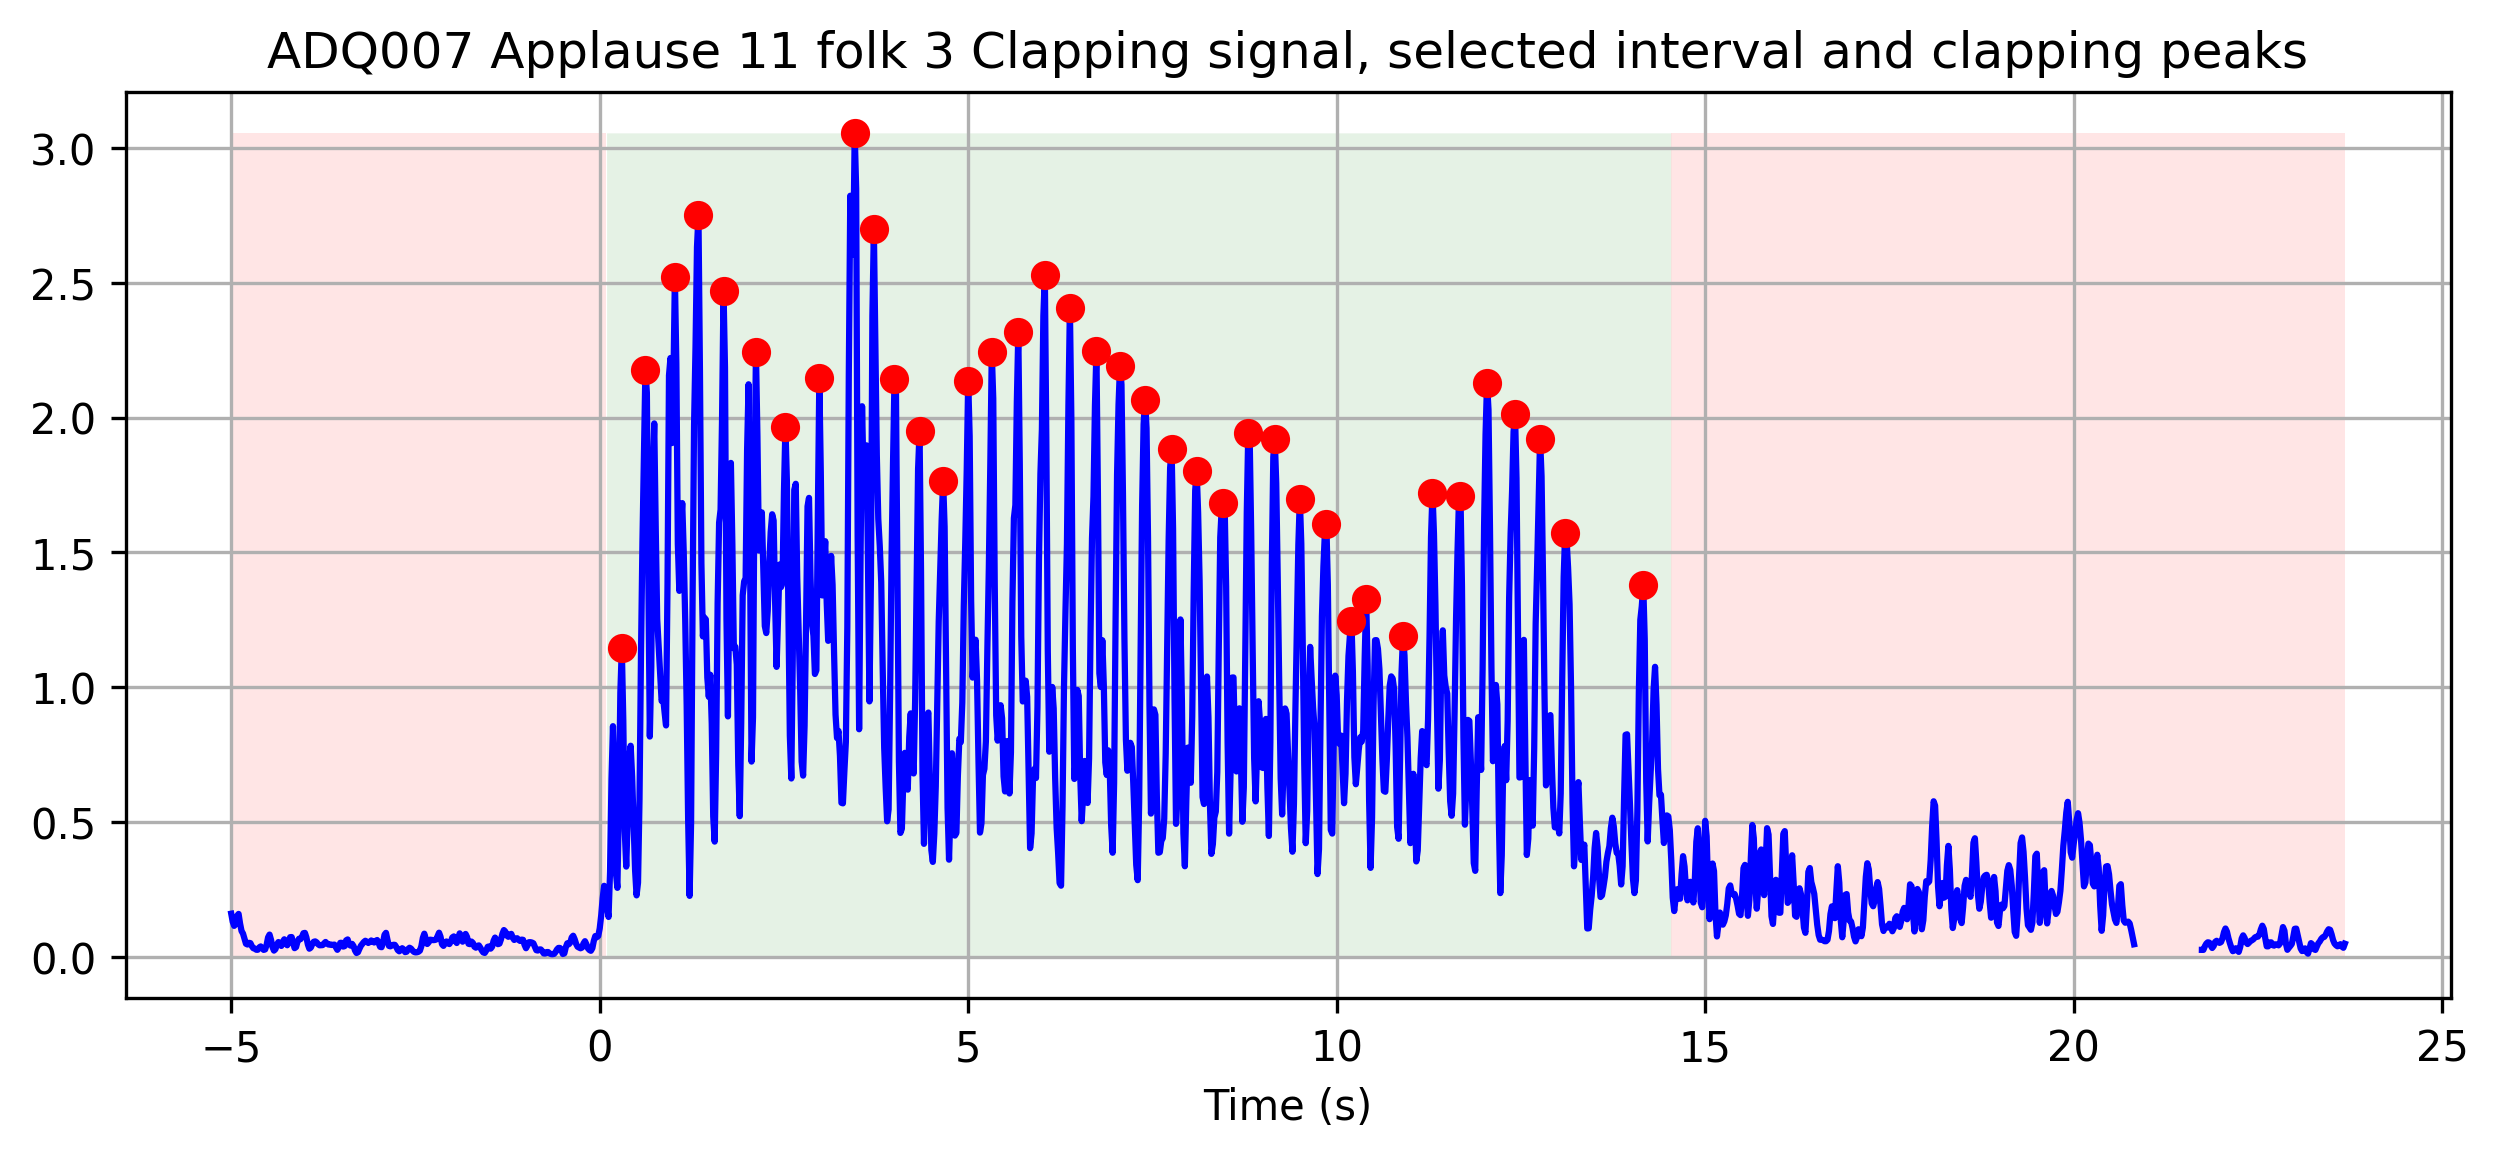 ADQ007 Applause 11 folk 3 Clapping signal, selected interval and clapping peaks
3.0
2.5
2.0
1.5
1.0
0.5
0.0
−5 0 5 10 15 20 25
Time (s)